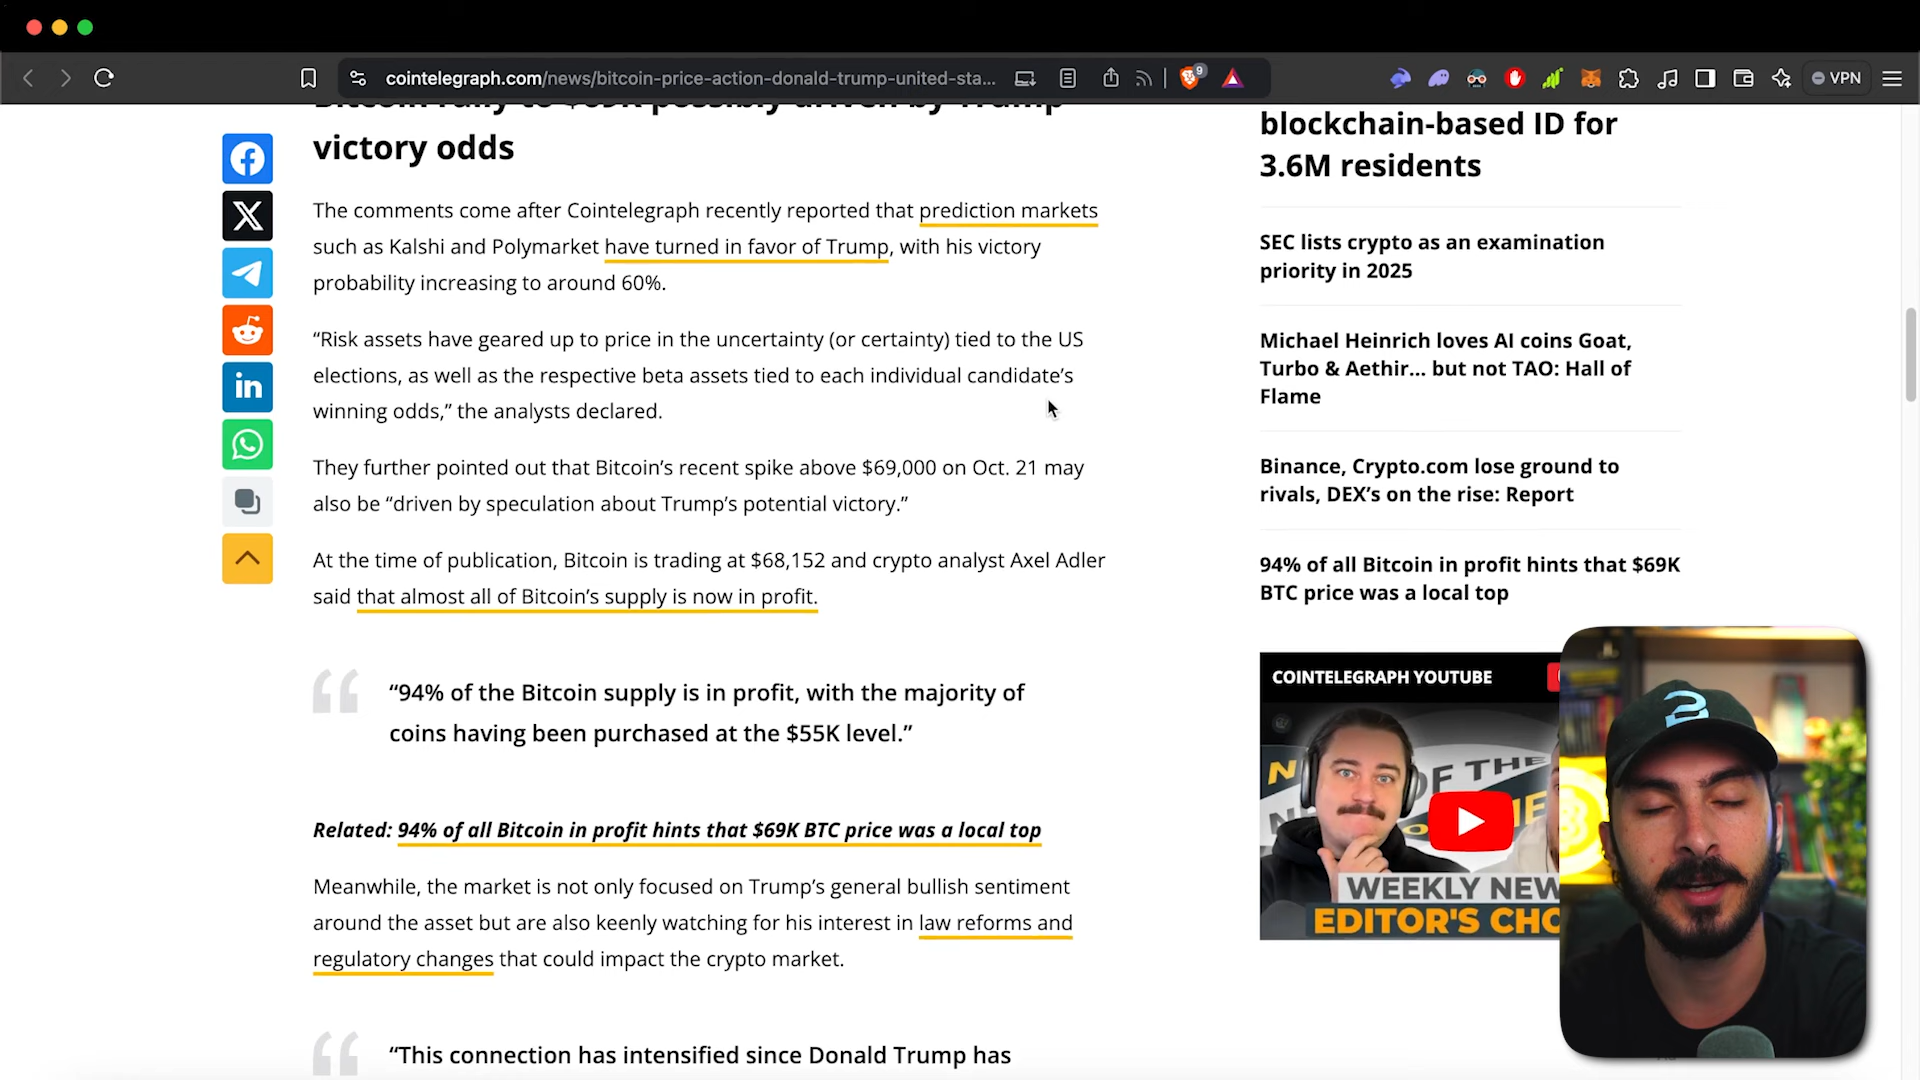 cointelegraph.com/news/bitcoin-price-action-donald-trump-united-sta...
9
VPN
Bitcoin rally to $69K possibly driven by Trump
victory odds
The comments come after Cointelegraph recently reported that prediction markets
such as Kalshi and Polymarket have turned in favor of Trump, with his victory
probability increasing to around 60%.
“Risk assets have geared up to price in the uncertainty (or certainty) tied to the US
elections, as well as the respective beta assets tied to each individual candidate’s
winning odds,” the analysts declared.
They further pointed out that Bitcoin’s recent spike above $69,000 on Oct. 21 may
also be “driven by speculation about Trump’s potential victory.”
At the time of publication, Bitcoin is trading at $68,152 and crypto analyst Axel Adler
said that almost all of Bitcoin’s supply is now in profit.
“94% of the Bitcoin supply is in profit, with the majority of
coins having been purchased at the $55K level.”
Related: 94% of all Bitcoin in profit hints that $69K BTC price was a local top
Meanwhile, the market is not only focused on Trump’s general bullish sentiment
around the asset but are also keenly watching for his interest in law reforms and
regulatory changes that could impact the crypto market.
“This connection has intensified since Donald Trump has
blockchain-based ID for
3.6M residents
SEC lists crypto as an examination
priority in 2025
Michael Heinrich loves AI coins Goat,
Turbo & Aethir... but not TAO: Hall of
Flame
Binance, Crypto.com lose ground to
rivals, DEX’s on the rise: Report
94% of all Bitcoin in profit hints that $69K
BTC price was a local top
COINTELEGRAPH YOUTUBE
OF THE
WEEKLY NEW
EDITOR'S CHO